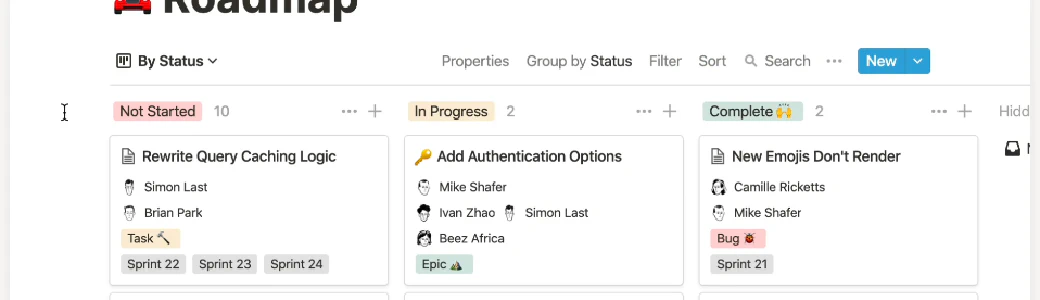 Roadmap
By Status
Properties Group by Status Filter Sort Search ... New
Not Started 10 ... +
In Progress 2 ... +
Complete 🙌 2 ... +
Hidd
Rewrite Query Caching Logic
Simon Last
Brian Park
Task 🔨
Sprint 22 Sprint 23 Sprint 24
🔑 Add Authentication Options
Mike Shafer
Ivan Zhao Simon Last
Beez Africa
Epic ⛰️
New Emojis Don't Render
Camille Ricketts
Mike Shafer
Bug 🐞
Sprint 21